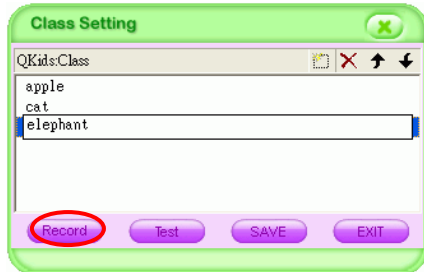 Class Setting
QKids:Class
apple
cat
elephant
Record Test SAVE EXIT